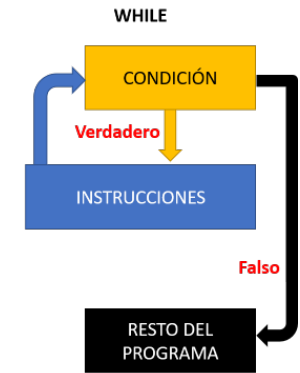 WHILE
CONDICIÓN
Verdadero
INSTRUCCIONES
Falso
RESTO DEL
PROGRAMA